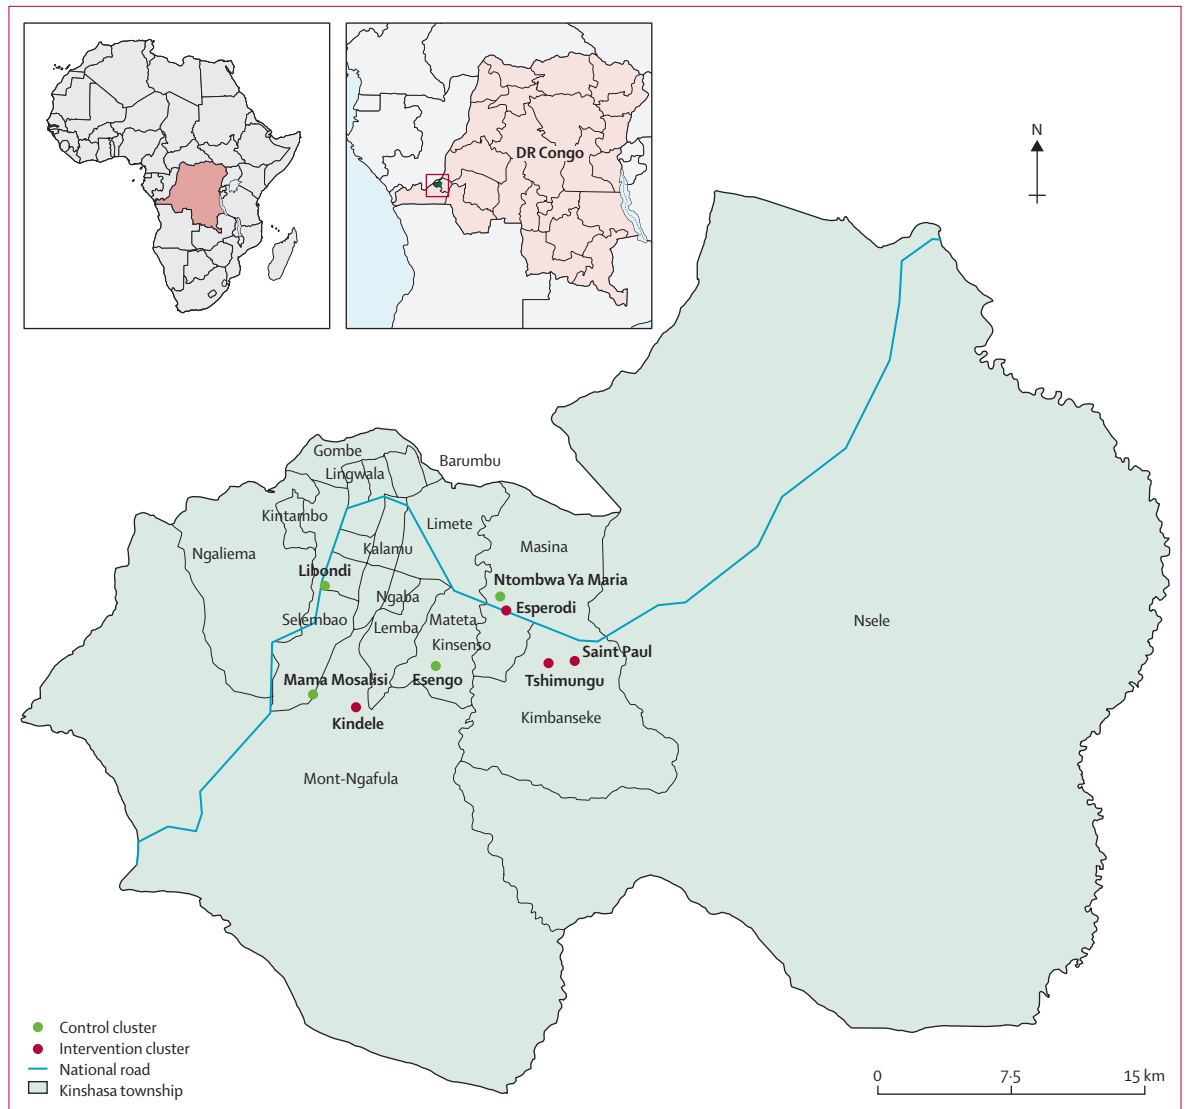 DR Congo
N
Gombe
Barumbu
Lingwala
Kintambo
Limete
Ngaliema
Kalamu
Masina
Libondi
Ntombwa Ya Maria
Ngaba
Esperodi
Selembao
Lemba
Mateta
Nsele
Kinsenso
Saint Paul
Mama Mosalisi
Esengo
Tshimungu
Kindele
Kimbanseke
Mont-Ngafula
Control cluster
Intervention cluster
National road
Kinshasa township
0 7·5 15 km